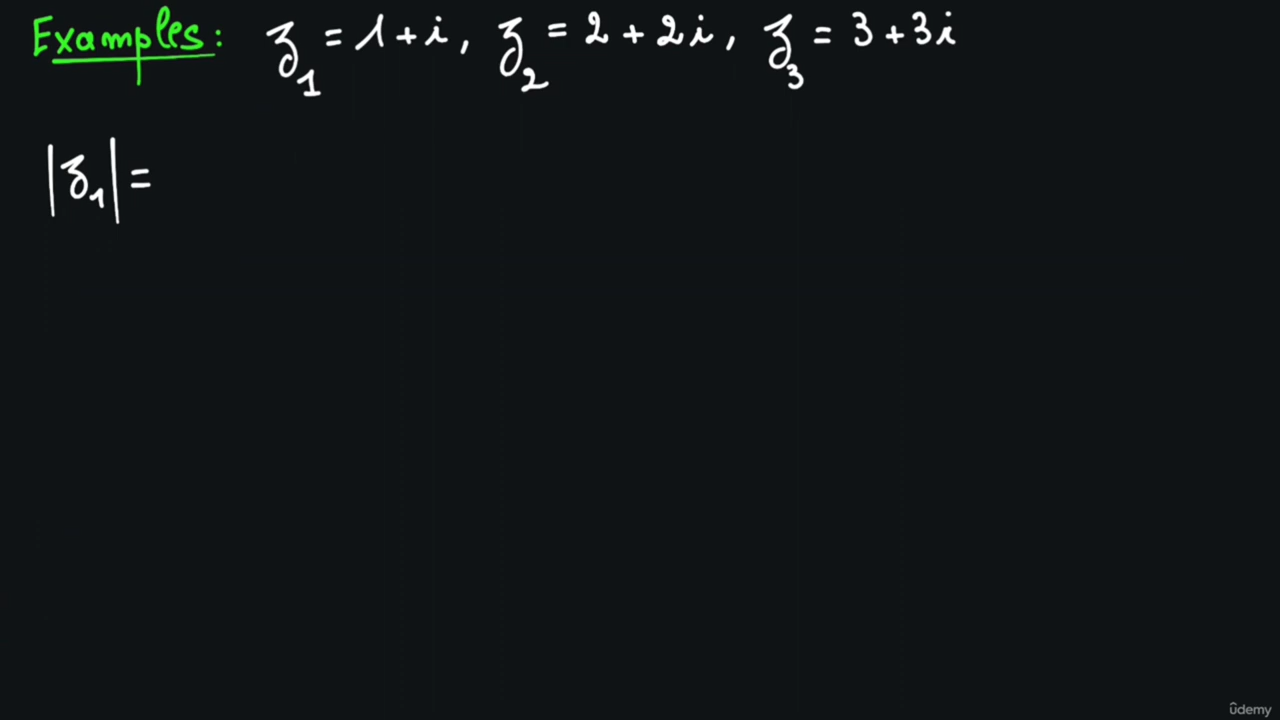 Examples: z₁ = 1 + i, z₂ = 2 + 2i, z₃ = 3 + 3i
|z₁| =
ûdemy